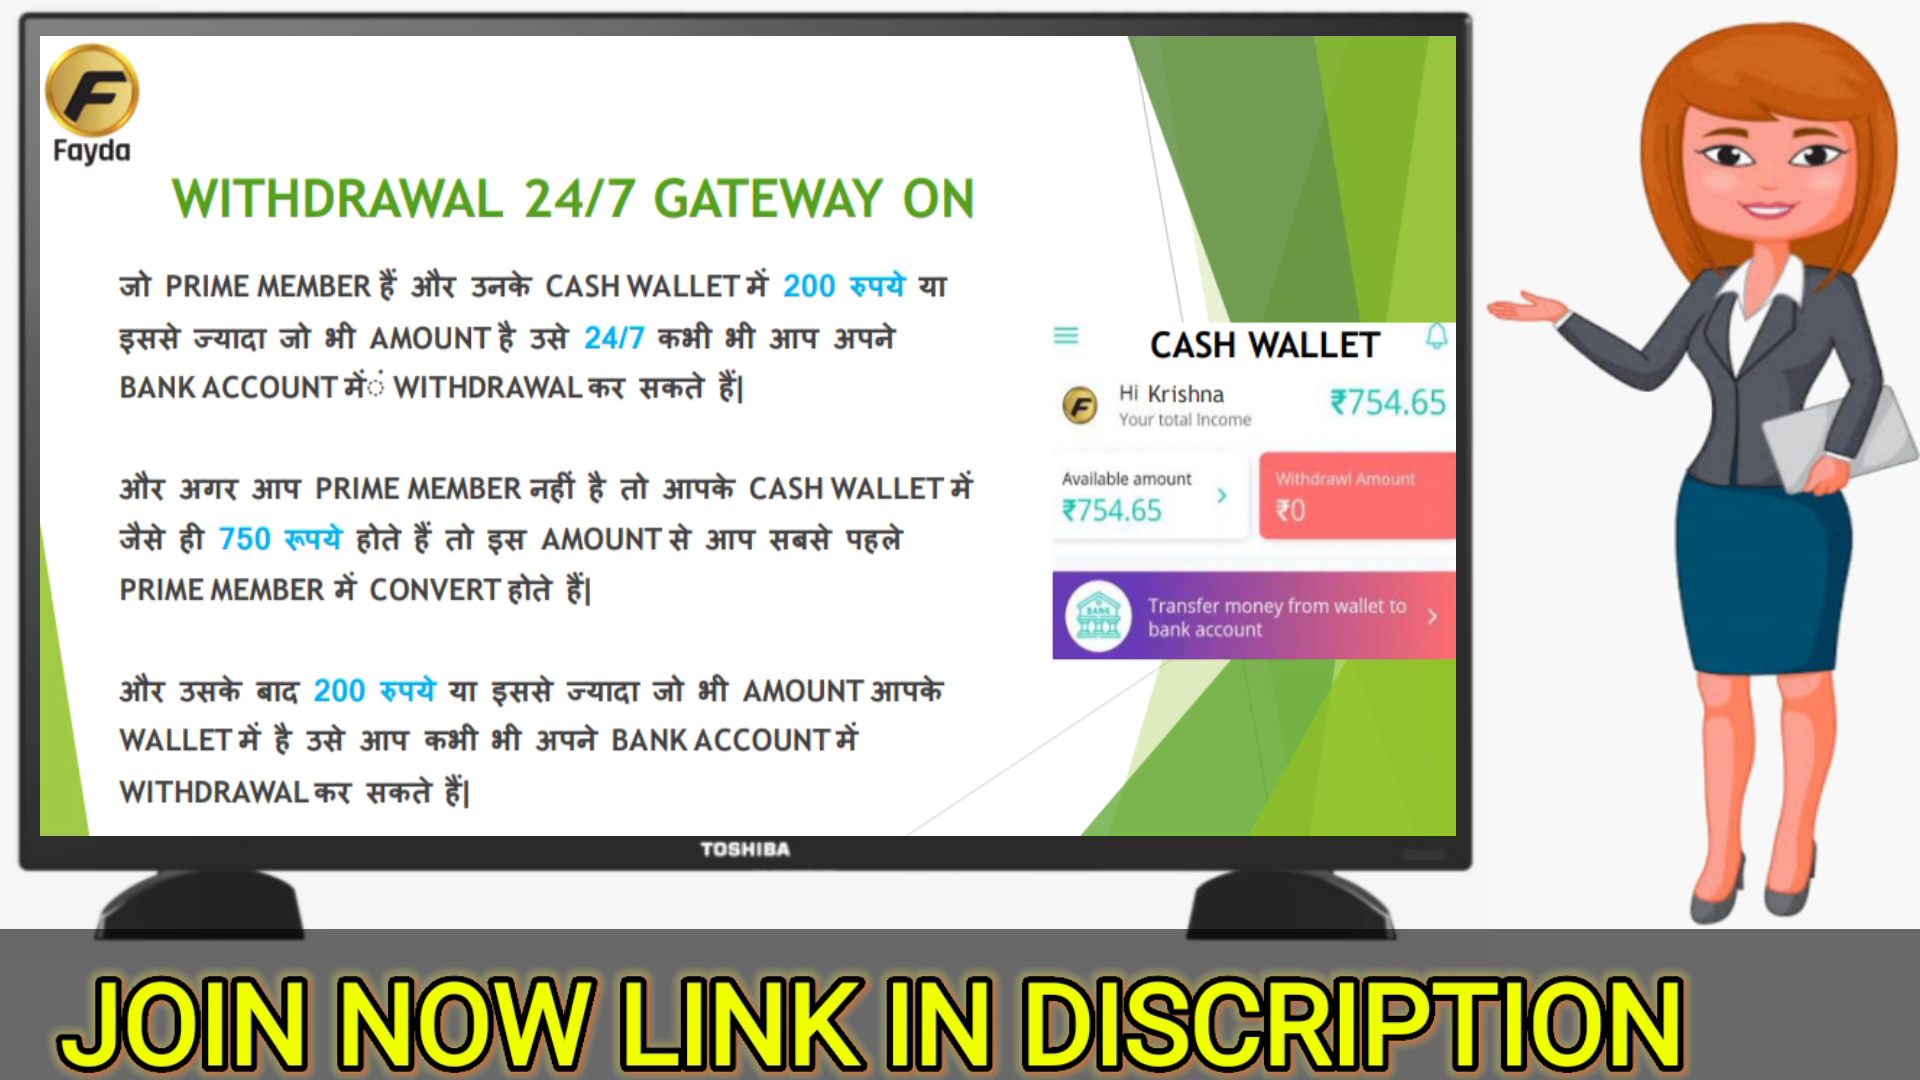 Fayda
WITHDRAWAL 24/7 GATEWAY ON
जो PRIME MEMBER हैं और उनके CASH WALLET में 200 रुपये या
इससे ज्यादा जो भी AMOUNT है उसे 24/7 कभी भी आप अपने
BANK ACCOUNT मेंं WITHDRAWAL कर सकते हैं|
और अगर आप PRIME MEMBER नहीं है तो आपके CASH WALLET में
जैसे ही 750 रूपये होते हैं तो इस AMOUNT से आप सबसे पहले
PRIME MEMBER में CONVERT होते हैं|
और उसके बाद 200 रुपये या इससे ज्यादा जो भी AMOUNT आपके
WALLET में है उसे आप कभी भी अपने BANK ACCOUNT में
WITHDRAWAL कर सकते हैं|
CASH WALLET
Hi Krishna
₹754.65
Your total Income
Available amount
₹754.65
Withdrawl Amount
₹0
BANK
Transfer money from wallet to
bank account
TOSHIBA
JOIN NOW LINK IN DISCRIPTION